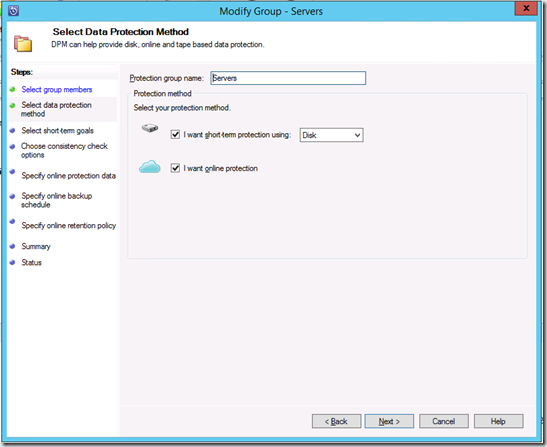 Modify Group - Servers
x
Select Data Protection Method
DPM can help provide disk, online and tape based data protection.
Steps:
Select group members
Select data protection
method
Select short-term goals
Choose consistency check
options
Specify online protection data
Specify online backup
schedule
Specify online retention policy
Summary
Status
Protection group name: Servers
Protection method
Select your protection method.
I want short-term protection using: Disk
I want online protection
< Back Next > Cancel Help